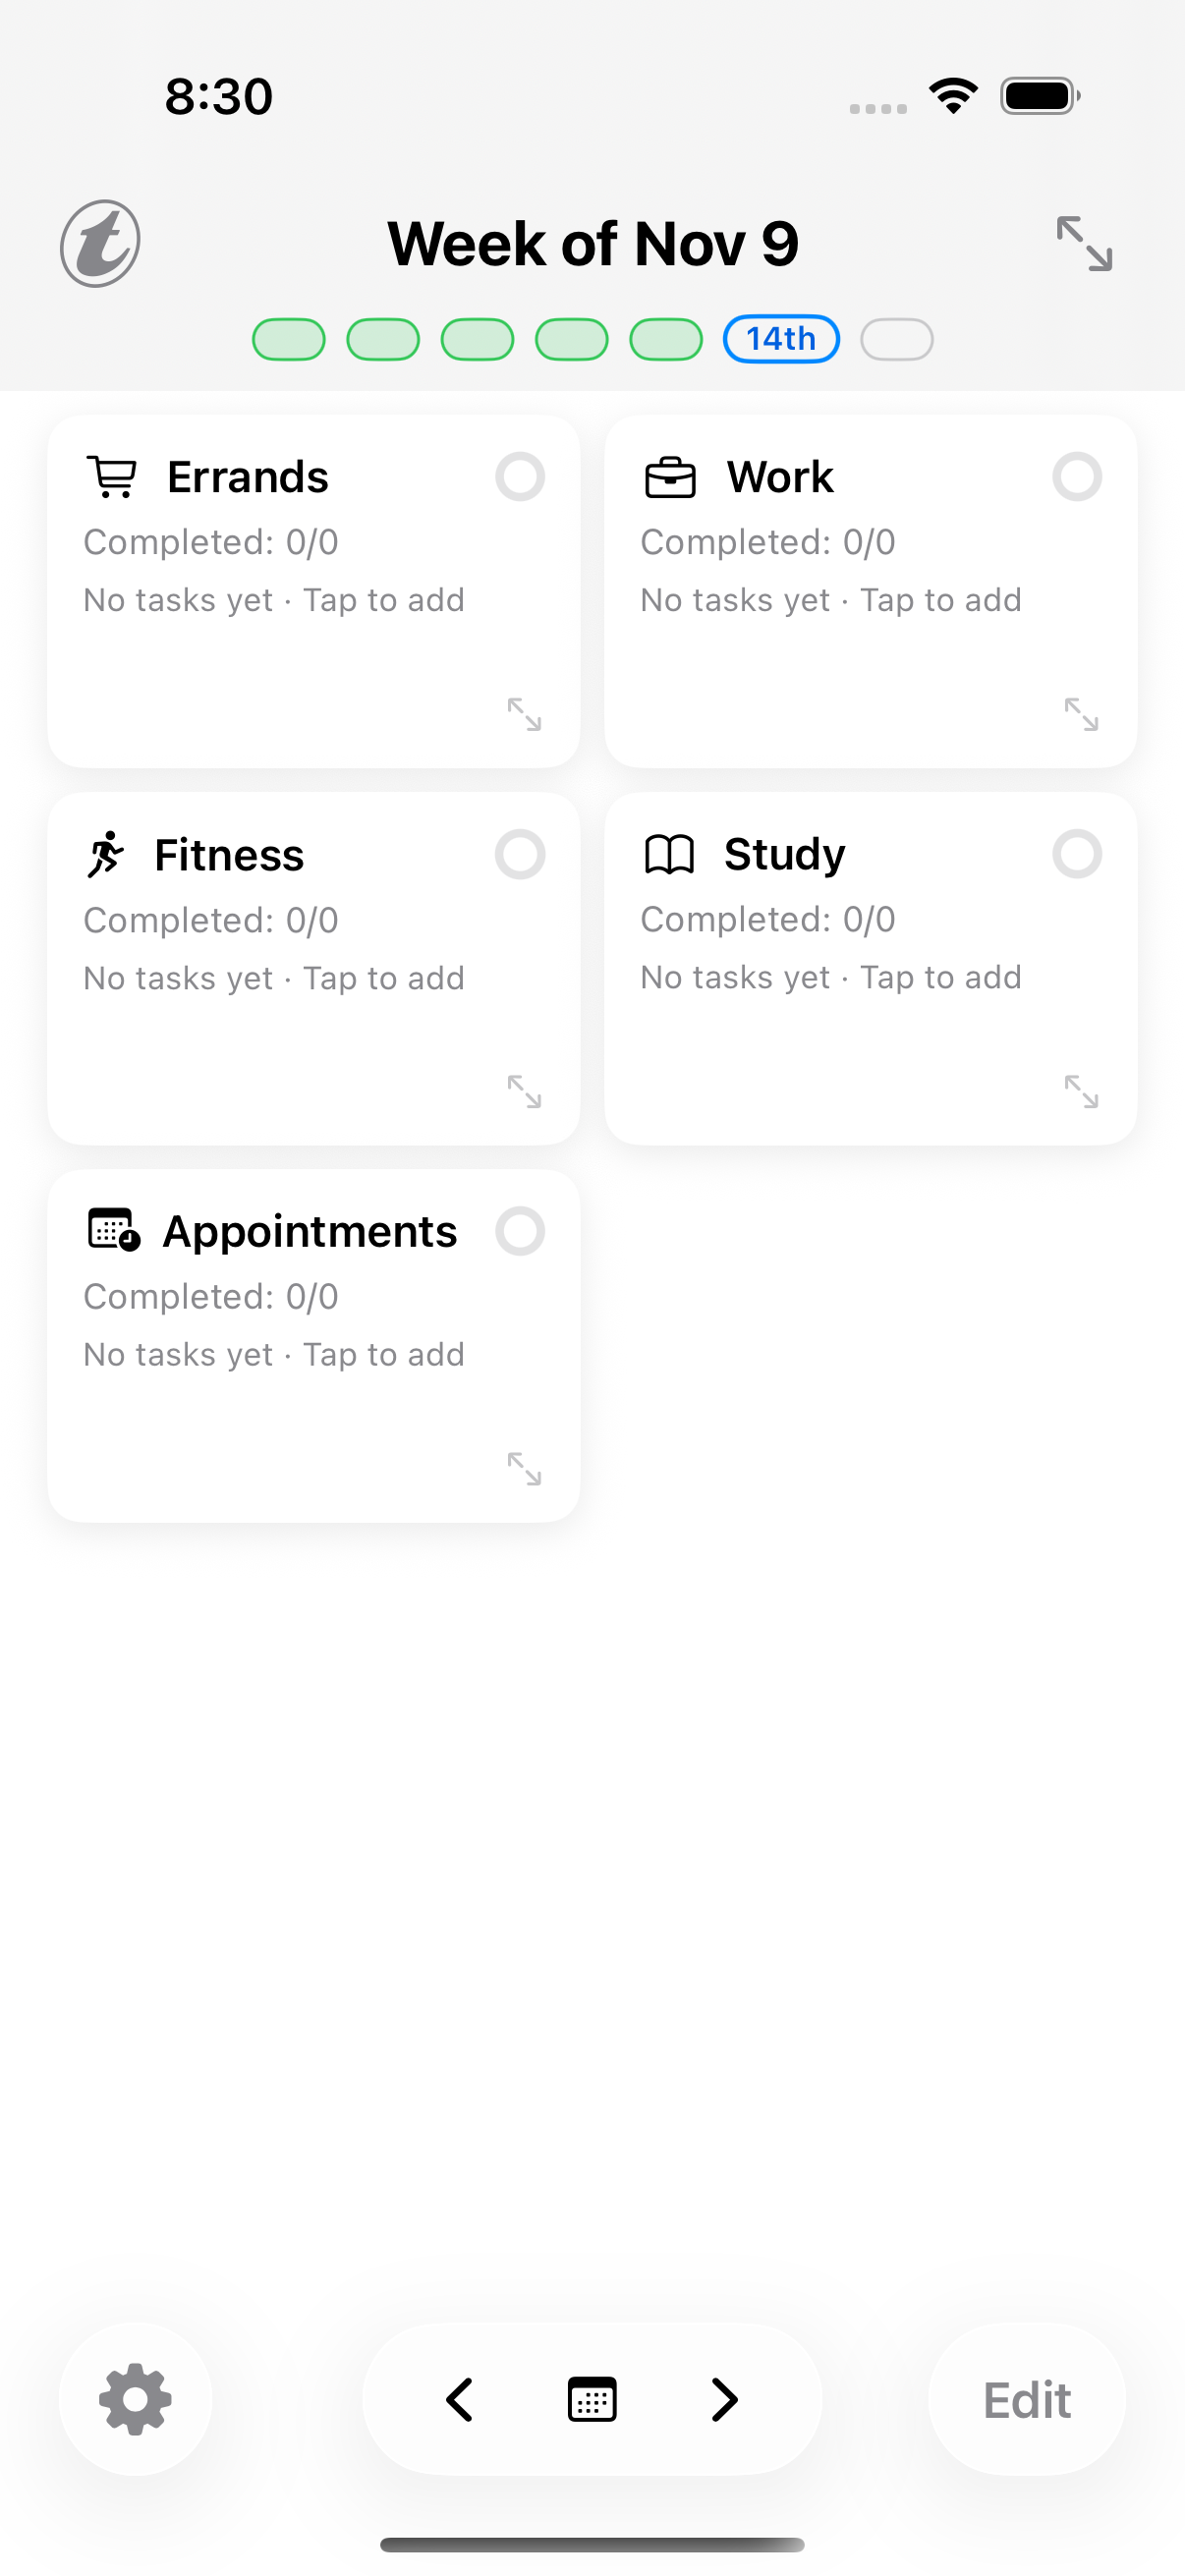 8:30
t
Week of Nov 9
14th
Errands
Completed: 0/0
No tasks yet · Tap to add
Work
Completed: 0/0
No tasks yet · Tap to add
Fitness
Completed: 0/0
No tasks yet · Tap to add
Study
Completed: 0/0
No tasks yet · Tap to add
Appointments
Completed: 0/0
No tasks yet · Tap to add
Edit